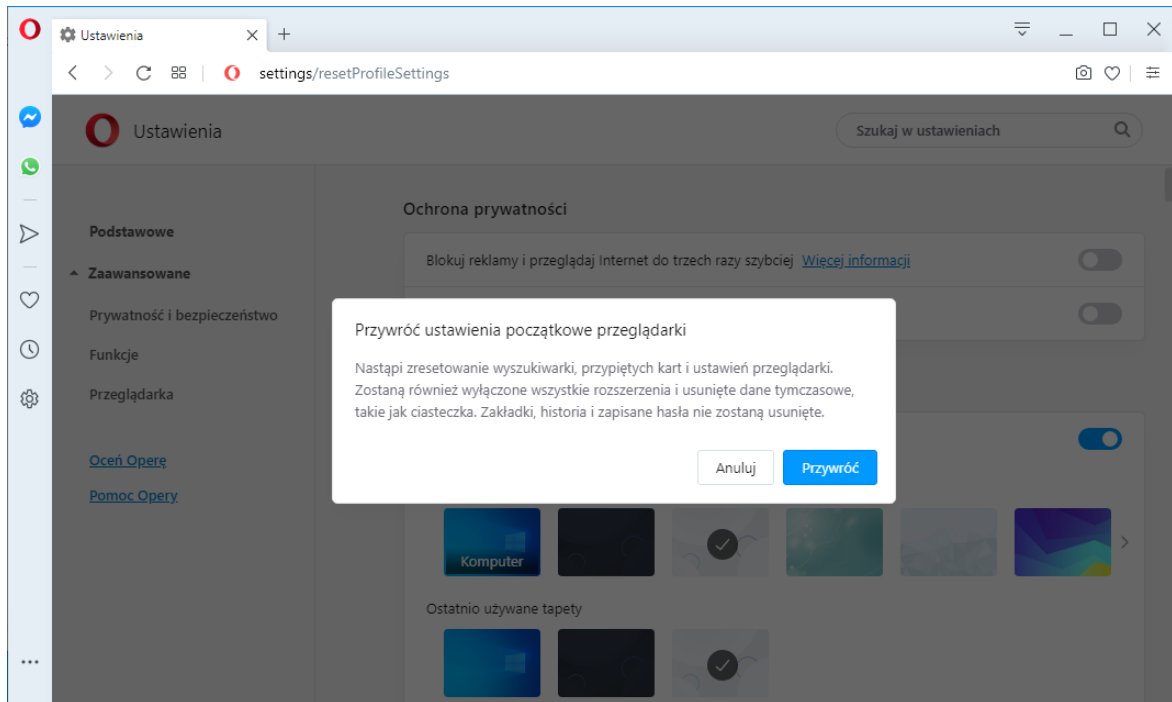 Ustawienia
settings/resetProfileSettings
Ustawienia
Szukaj w ustawieniach
Podstawowe
Zaawansowane
Prywatność i bezpieczeństwo
Funkcje
Przeglądarka
Oceń Operę
Pomoc Opery
Ochrona prywatności
Blokuj reklamy i przeglądaj Internet do trzech razy szybciej Więcej informacji
Przywróć ustawienia początkowe przeglądarki
Nastąpi zresetowanie wyszukiwarki, przypiętych kart i ustawień przeglądarki.
Zostaną również wyłączone wszystkie rozszerzenia i usunięte dane tymczasowe,
takie jak ciasteczka. Zakładki, historia i zapisane hasła nie zostaną usunięte.
Anuluj
Przywróć
Komputer
Ostatnio używane tapety